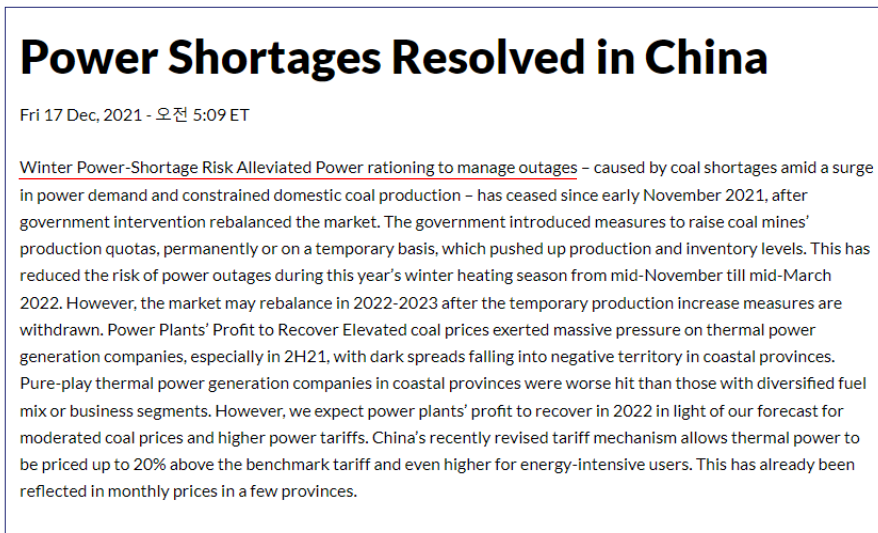 Power Shortages Resolved in China
Fri 17 Dec, 2021 - 오전 5:09 ET
Winter Power-Shortage Risk Alleviated Power rationing to manage outages – caused by coal shortages amid a surge
in power demand and constrained domestic coal production – has ceased since early November 2021, after
government intervention rebalanced the market. The government introduced measures to raise coal mines’
production quotas, permanently or on a temporary basis, which pushed up production and inventory levels. This has
reduced the risk of power outages during this year’s winter heating season from mid-November till mid-March
2022. However, the market may rebalance in 2022-2023 after the temporary production increase measures are
withdrawn. Power Plants’ Profit to Recover Elevated coal prices exerted massive pressure on thermal power
generation companies, especially in 2H21, with dark spreads falling into negative territory in coastal provinces.
Pure-play thermal power generation companies in coastal provinces were worse hit than those with diversified fuel
mix or business segments. However, we expect power plants’ profit to recover in 2022 in light of our forecast for
moderated coal prices and higher power tariffs. China’s recently revised tariff mechanism allows thermal power to
be priced up to 20% above the benchmark tariff and even higher for energy-intensive users. This has already been
reflected in monthly prices in a few provinces.